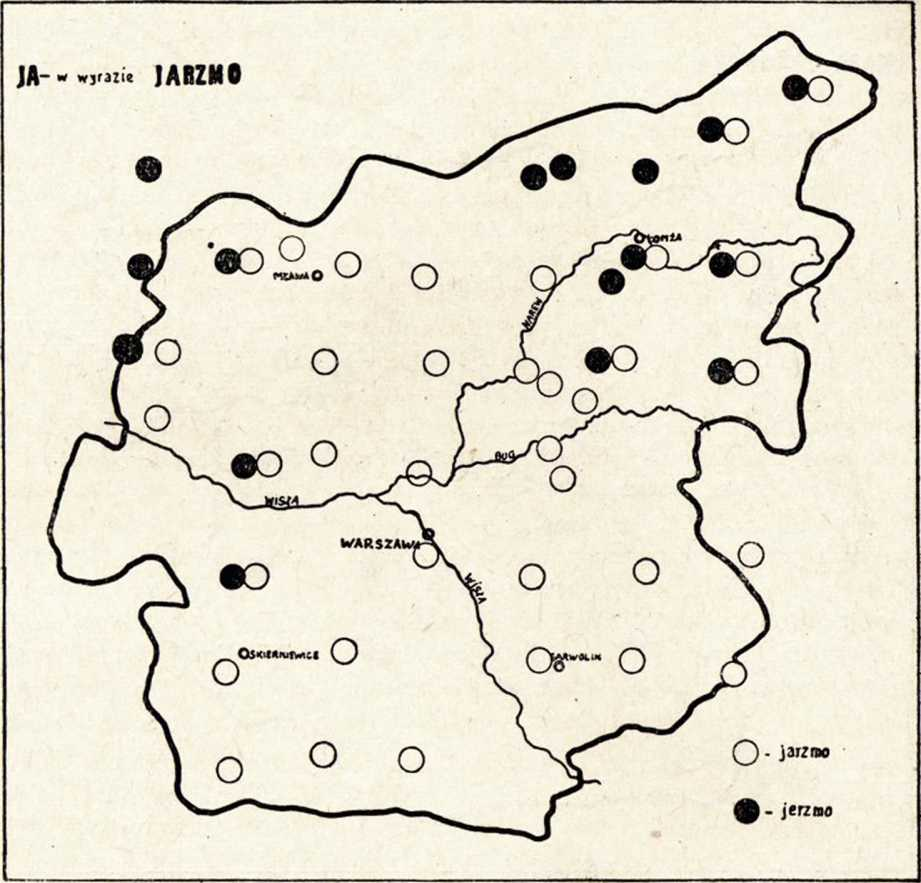 JA- w wyrazie JARZMO
ŁOMŻA
MŁAWA
NAREW
BUG
WISŁA
WARSZAWA
WISŁA
SKIERNIEWICE
GARWOLIN
- jarzmo
- jerzmo